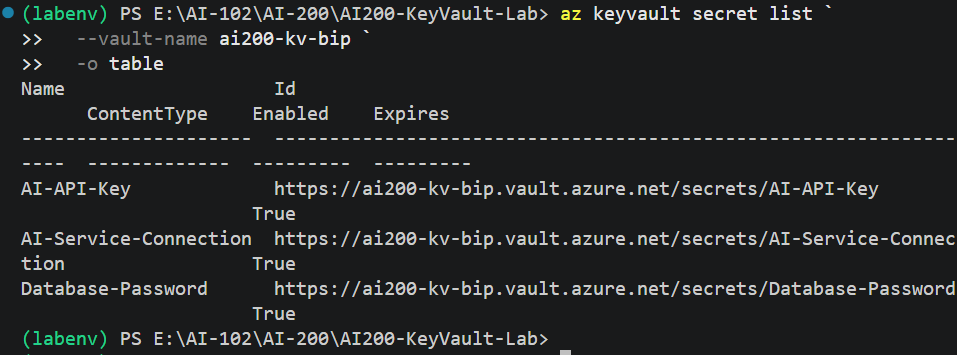 (labenv) PS E:\AI-102\AI-200\AI200-KeyVault-Lab> az keyvault secret list `
>>   --vault-name ai200-kv-bip `
>>   -o table
Name                   Id
      ContentType    Enabled    Expires
---------------------  -------------------------------------------------------------
----  -------------  ---------  ---------
AI-API-Key             https://ai200-kv-bip.vault.azure.net/secrets/AI-API-Key
                     True
AI-Service-Connection  https://ai200-kv-bip.vault.azure.net/secrets/AI-Service-Connec
tion                 True
Database-Password      https://ai200-kv-bip.vault.azure.net/secrets/Database-Password
                     True
(labenv) PS E:\AI-102\AI-200\AI200-KeyVault-Lab>